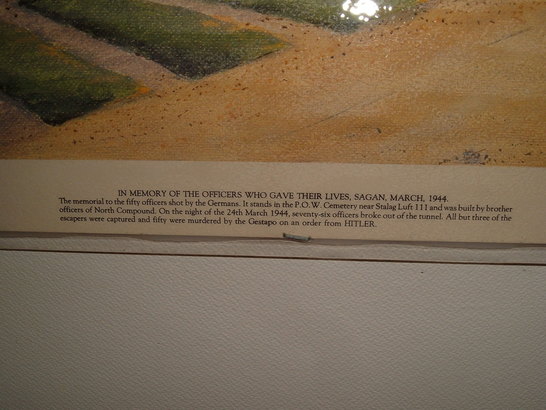 IN MEMORY OF THE OFFICERS WHO GAVE THEIR LIVES, SAGAN, MARCH, 1944.
The memorial to the fifty officers shot by the Germans. It stands in the P.O.W. Cemetery near Stalag Luft 111 and was built by brother
officers of North Compound. On the night of the 24th March 1944, seventy-six officers broke out of the tunnel. All but three of the
escapers were captured and fifty were murdered by the Gestapo on an order from HITLER.